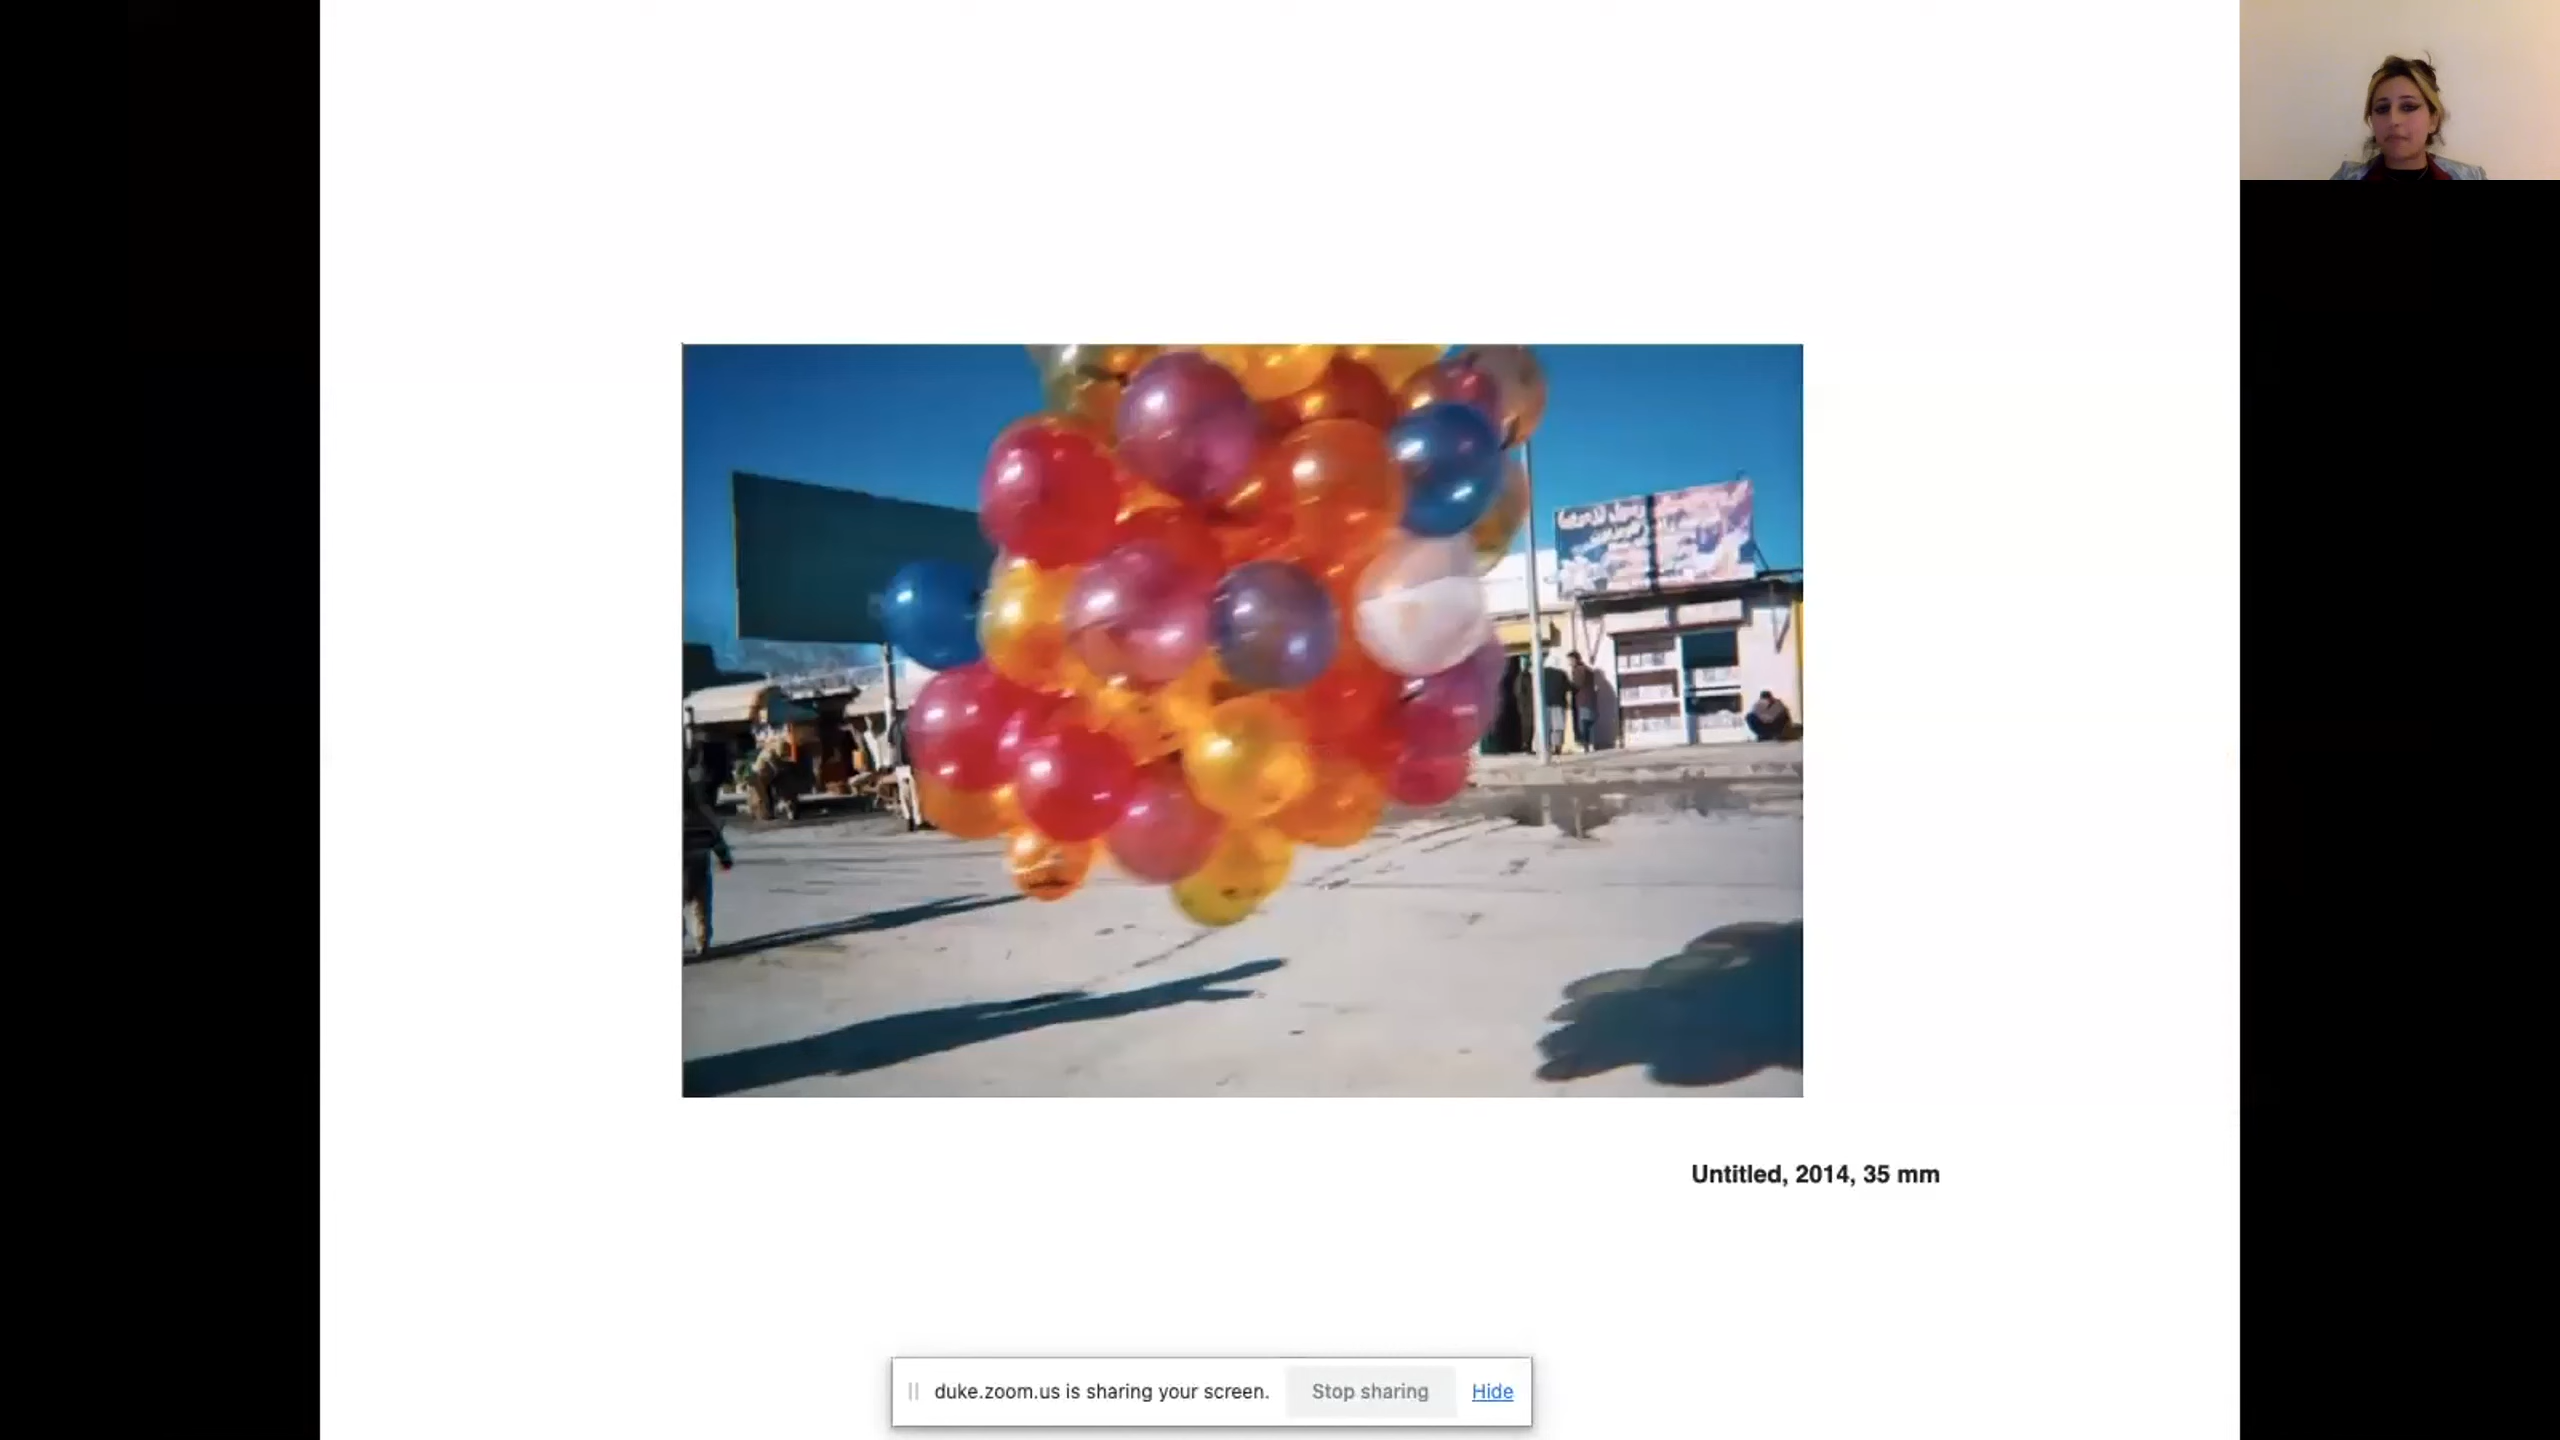 Untitled, 2014, 35 mm
duke.zoom.us is sharing your screen. Stop sharing Hide